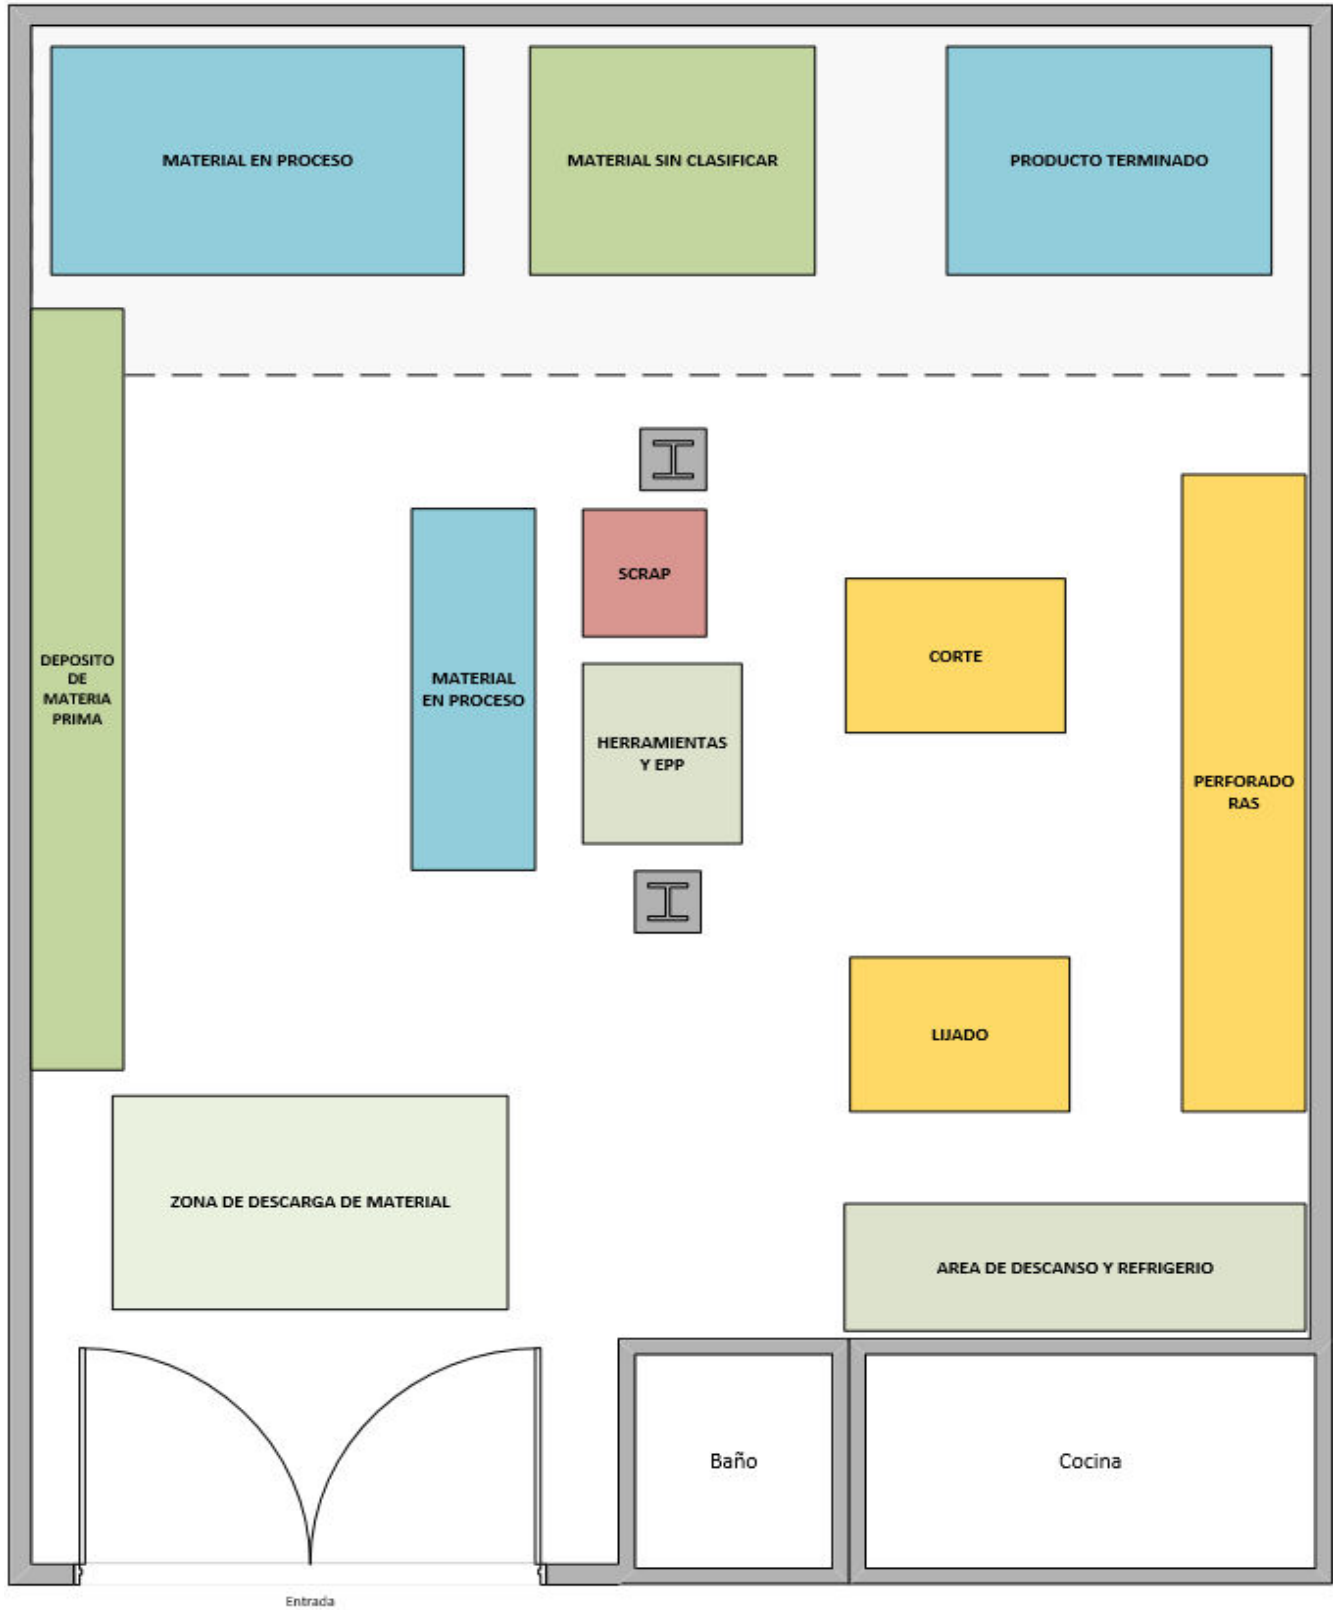 MATERIAL EN PROCESO
MATERIAL SIN CLASIFICAR
PRODUCTO TERMINADO
DEPOSITO
DE
MATERIA
PRIMA
MATERIAL
EN PROCESO
SCRAP
HERRAMIENTAS
Y EPP
CORTE
PERFORADO
RAS
LIJADO
ZONA DE DESCARGA DE MATERIAL
AREA DE DESCANSO Y REFRIGERIO
Baño
Cocina
Entrada